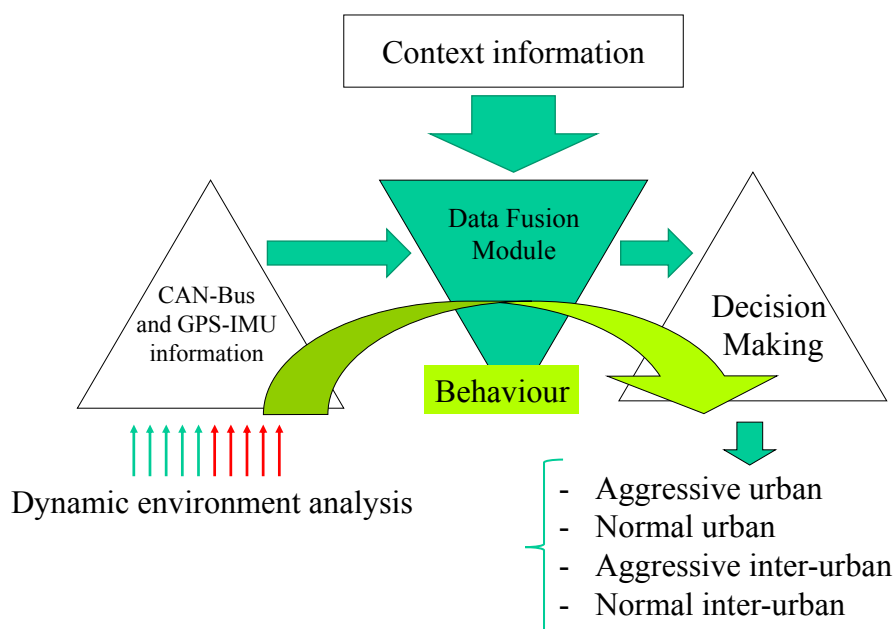 Context information
Data Fusion
Module
CAN-Bus
and GPS-IMU
information
Decision
Making
Behaviour
Dynamic environment analysis
- Aggressive urban
- Normal urban
- Aggressive inter-urban
- Normal inter-urban